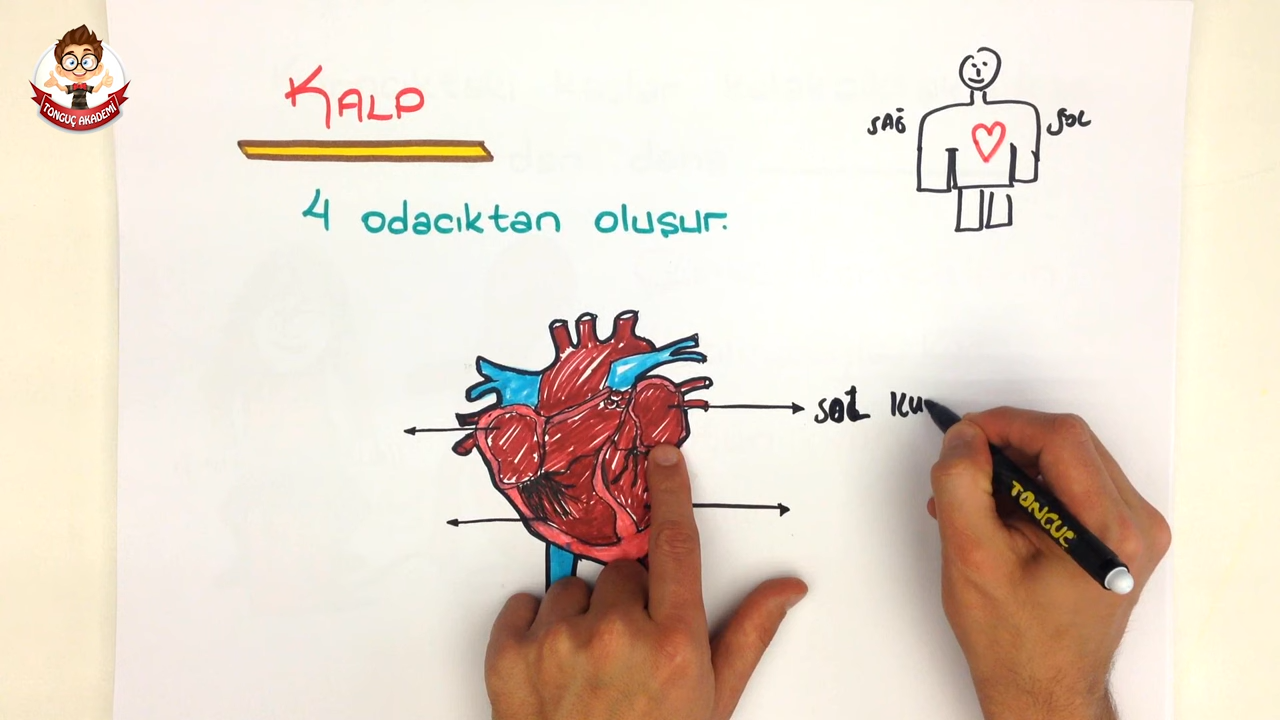 TONGUÇ AKADEMİ
KALP
SAĞ
SOL
4 odacıktan oluşur.
SOL KU
TONGUÇ